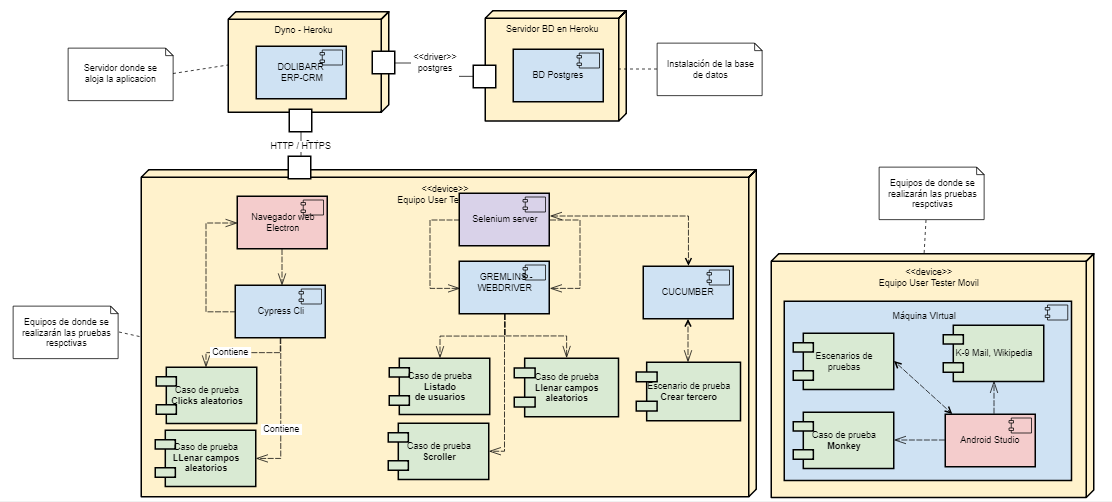 Dyno - Heroku
DOLIBARR
ERP-CRM
Servidor donde se
aloja la aplicacion
<<driver>>
postgres
Servidor BD en Heroku
BD Postgres
Instalación de la base
de datos
HTTP / HTTPS
<<device>>
Equipo User Te
Navegador web
Electron
Cypress Cli
Contiene
Caso de prueba
Clicks aleatorios
Contiene
Caso de prueba
LLenar campos
aleatorios
Selenium server
GREMLINS -
WEBDRIVER
CUCUMBER
Caso de prueba
Listado
de usuarios
Caso de prueba
Llenar campos
aleatorios
Caso de prueba
Scroller
Escenario de prueba
Crear tercero
Equipos de donde se
realizarán las pruebas
respctivas
Equipos de donde se
realizarán las pruebas
respctivas
<<device>>
Equipo User Tester Movil
Máquina VIrtual
Escenarios de
pruebas
K-9 Mail, Wikipedia
Caso de prueba
Monkey
Android Studio